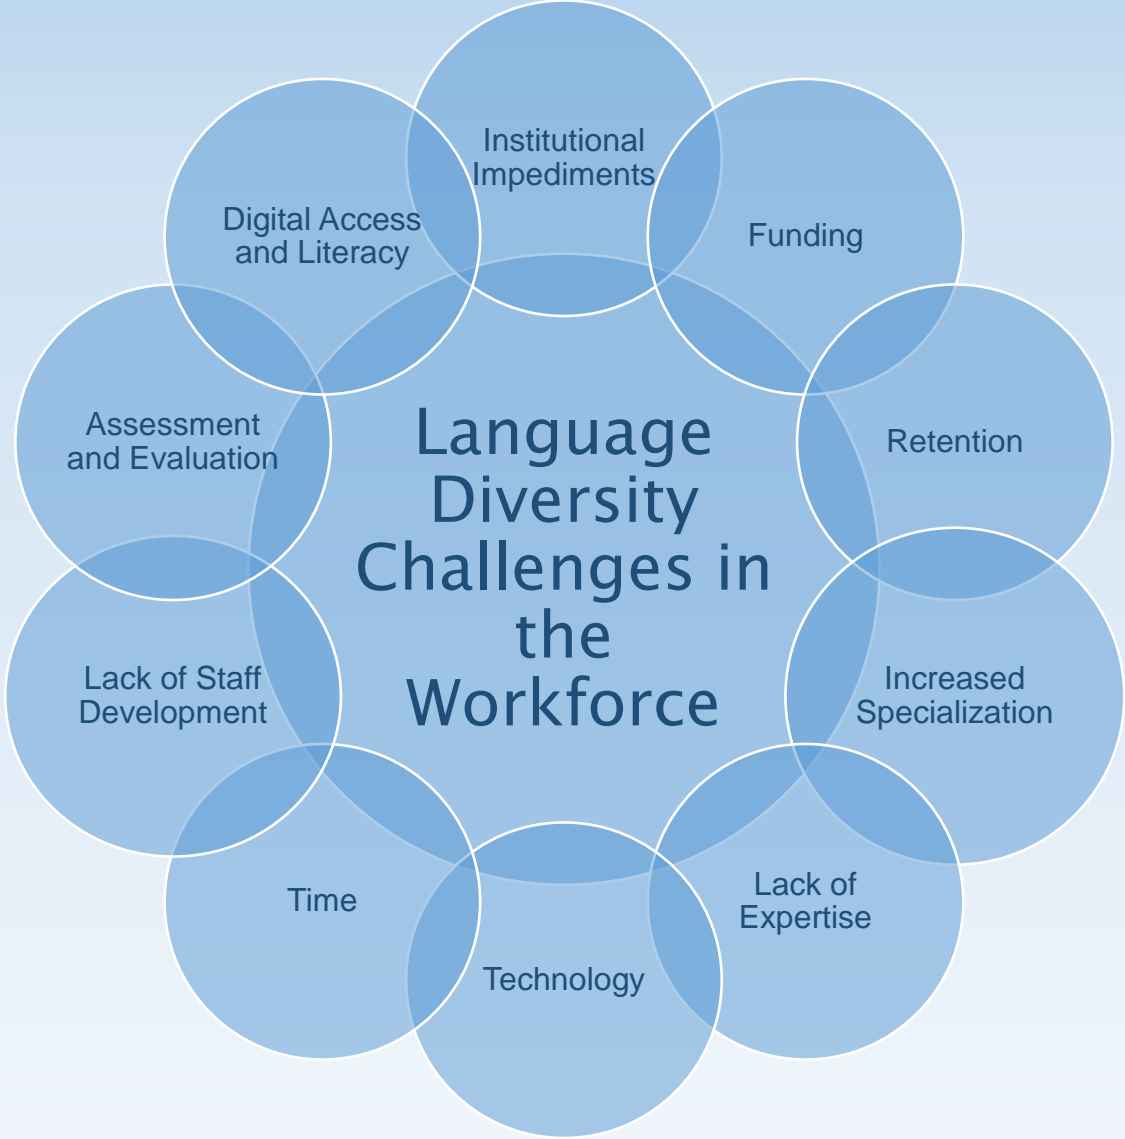 Institutional
Impediments
Funding
Retention
Increased
Specialization
Lack of
Expertise
Technology
Time
Lack of Staff
Development
Assessment
and Evaluation
Digital Access
and Literacy
Language
Diversity
Challenges in
the
Workforce